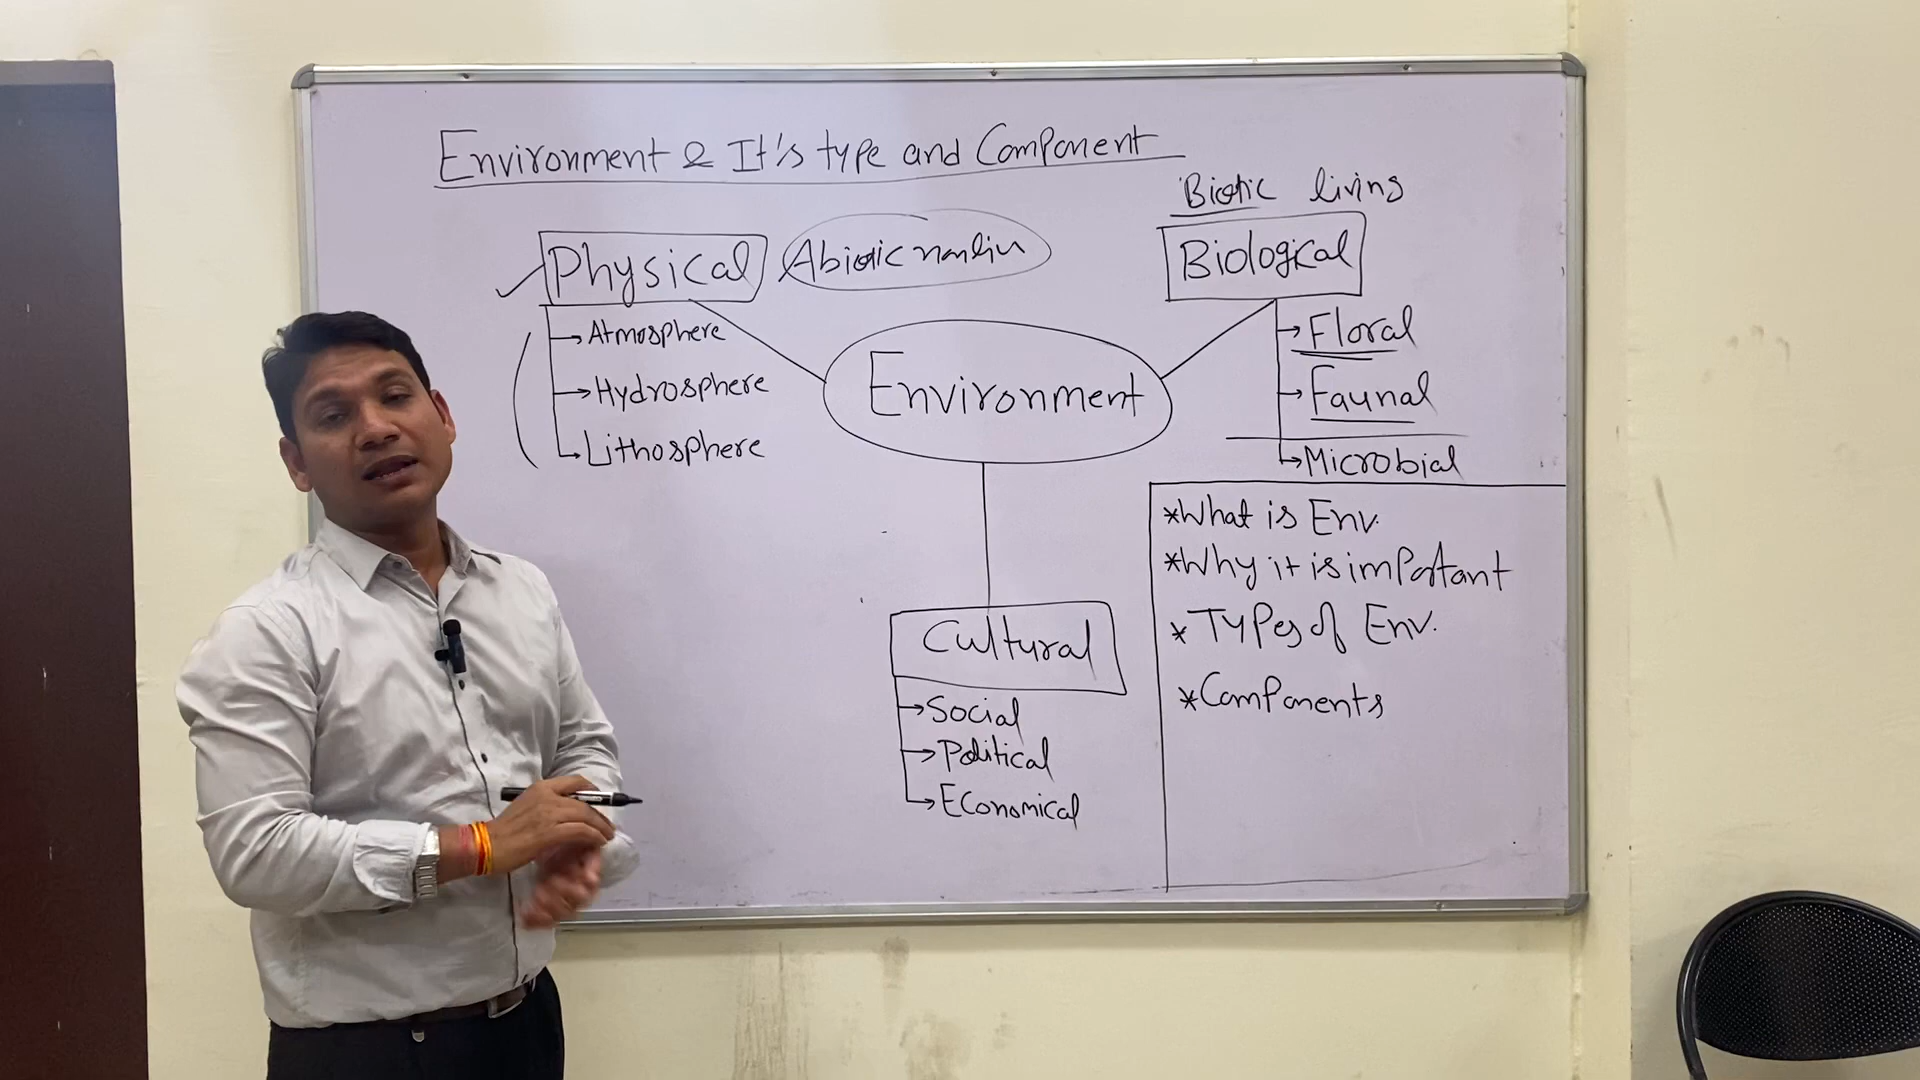 Environment & It's type and Component
Physical
Abiotic nonliv
Atmosphere
Hydrosphere
Lithosphere
Environment
Biotic living
Biological
Floral
Faunal
Microbial
Cultural
Social
Political
Economical
*What is Env.
*Why it is important
*Types of Env.
*Components